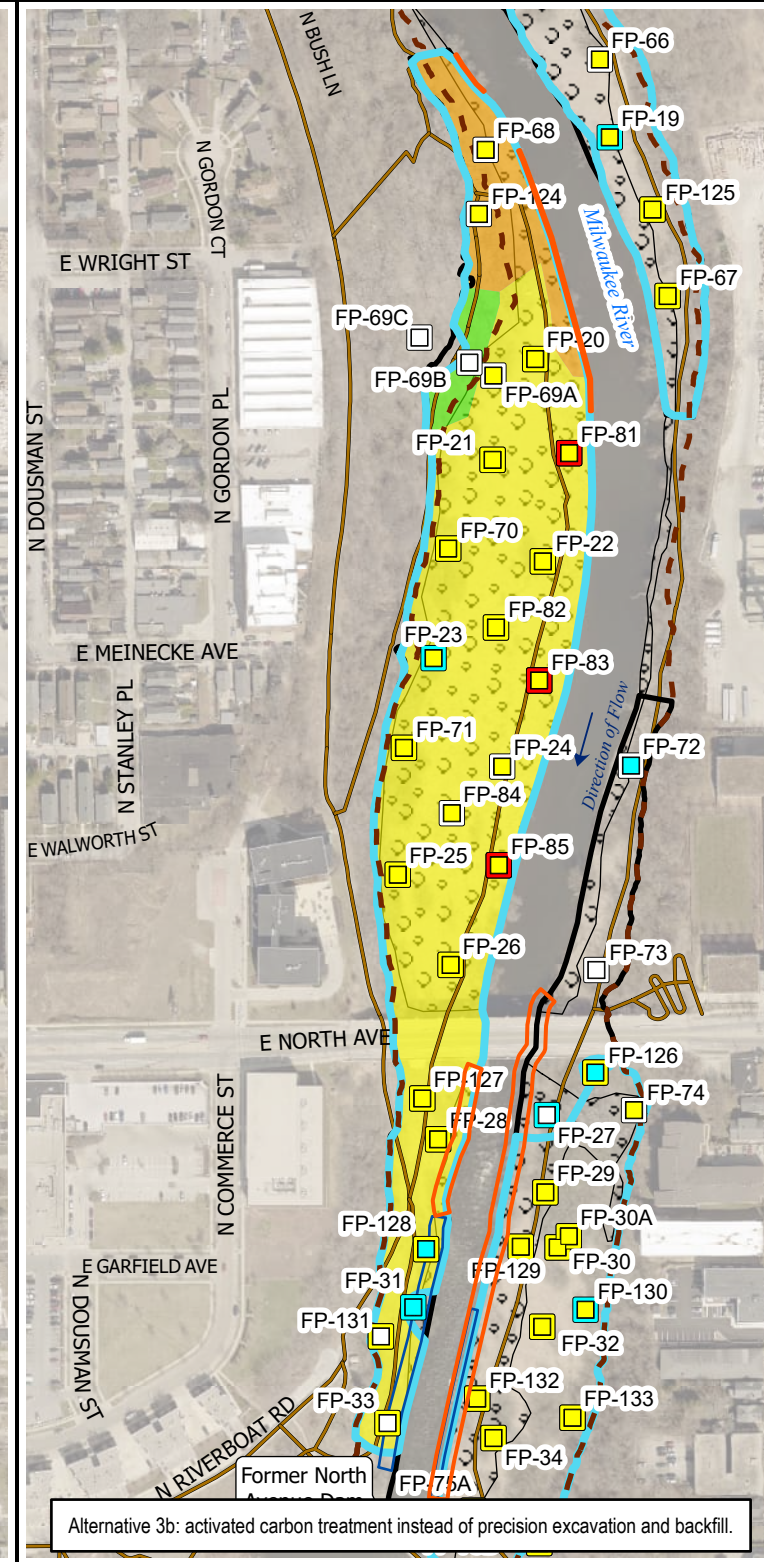 N BUSH LN
FP-66
FP-19
N GORDON CT
FP-68
FP-124
FP-125
E WRIGHT ST
Milwaukee River
FP-67
FP-69C
FP-20
FP-69B
FP-69A
N DOUSMAN ST
N GORDON PL
FP-21
FP-81
FP-70
FP-22
FP-82
E MEINECKE AVE
FP-23
FP-83
N STANLEY PL
FP-71
FP-24
Direction of Flow
FP-72
FP-84
E WALWORTH ST
FP-25
FP-85
FP-26
FP-73
E NORTH AVE
FP-126
FP-127
FP-74
N COMMERCE ST
FP-28
FP-27
FP-29
FP-128
FP-30A
FP-129
FP-30
E GARFIELD AVE
FP-31
FP-130
FP-131
FP-32
N DOUSMAN ST
FP-132
FP-133
FP-33
N RIVERBOAT RD
FP-34
Former North
Avenue Dam
FP-75A
Alternative 3b: activated carbon treatment instead of precision excavation and backfill.